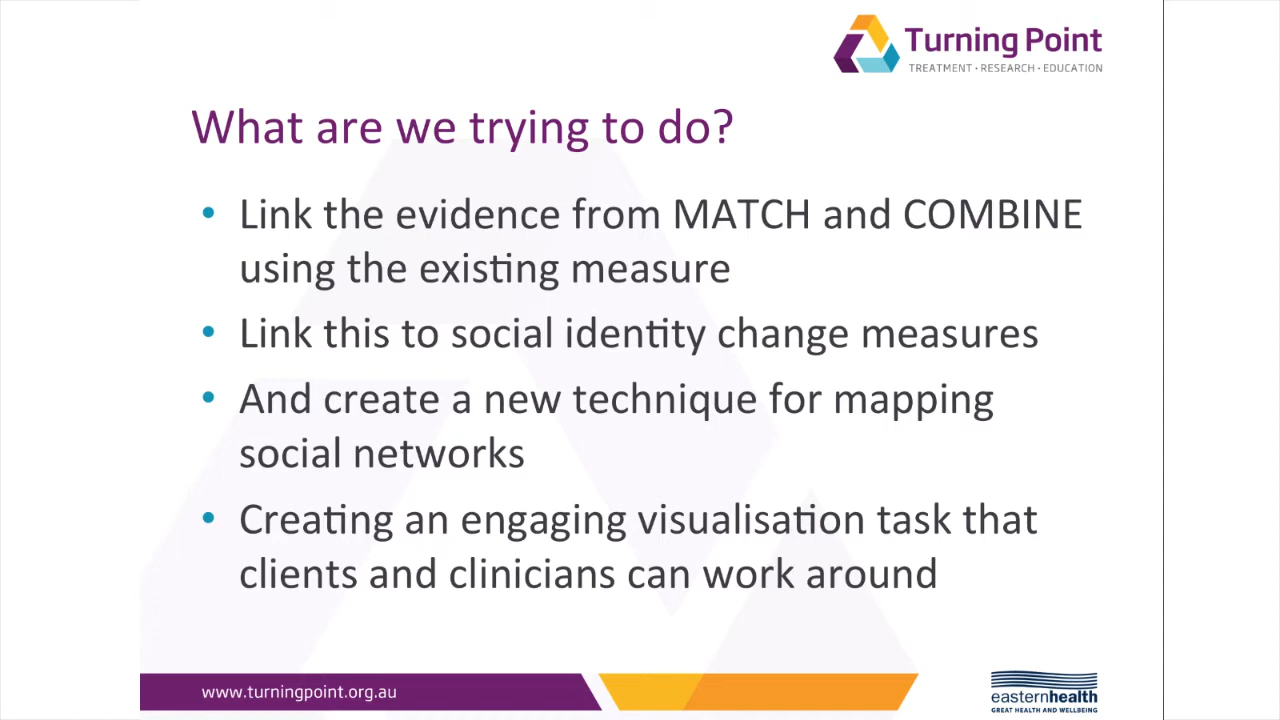 Turning Point
TREATMENT • RESEARCH • EDUCATION
What are we trying to do?
• Link the evidence from MATCH and COMBINE
using the existing measure
• Link this to social identity change measures
• And create a new technique for mapping
social networks
• Creating an engaging visualisation task that
clients and clinicians can work around
www.turningpoint.org.au
easternhealth
GREAT HEALTH AND WELLBEING